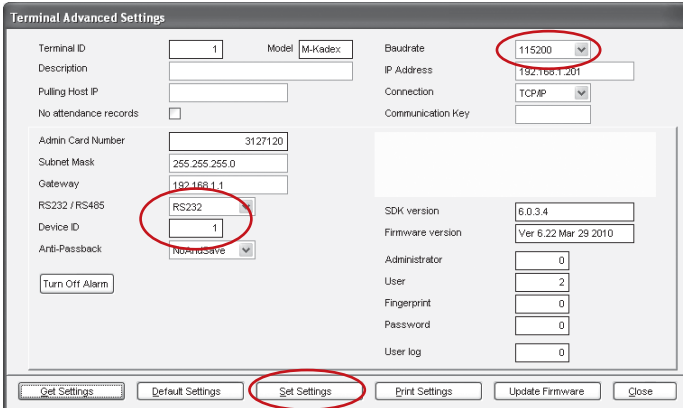 Terminal Advanced Settings
Terminal ID 1 Model M-Kadex Baudrate 115200
Description IP Address 192.168.1.201
Pulling Host IP Connection TCP/IP
No attendance records Communication Key
Admin Card Number 3127120
Subnet Mask 255.255.255.0
Gateway 192.168.1.1
RS232 / RS485 RS232 SDK version 6.0.3.4
Device ID 1 Firmware version Ver 6.22 Mar 29 2010
Anti-Passback NoAndSave Administrator 0
Turn Off Alarm User 2
Fingerprint 0
Password 0
User log 0
Get Settings Default Settings Set Settings Print Settings Update Firmware Close